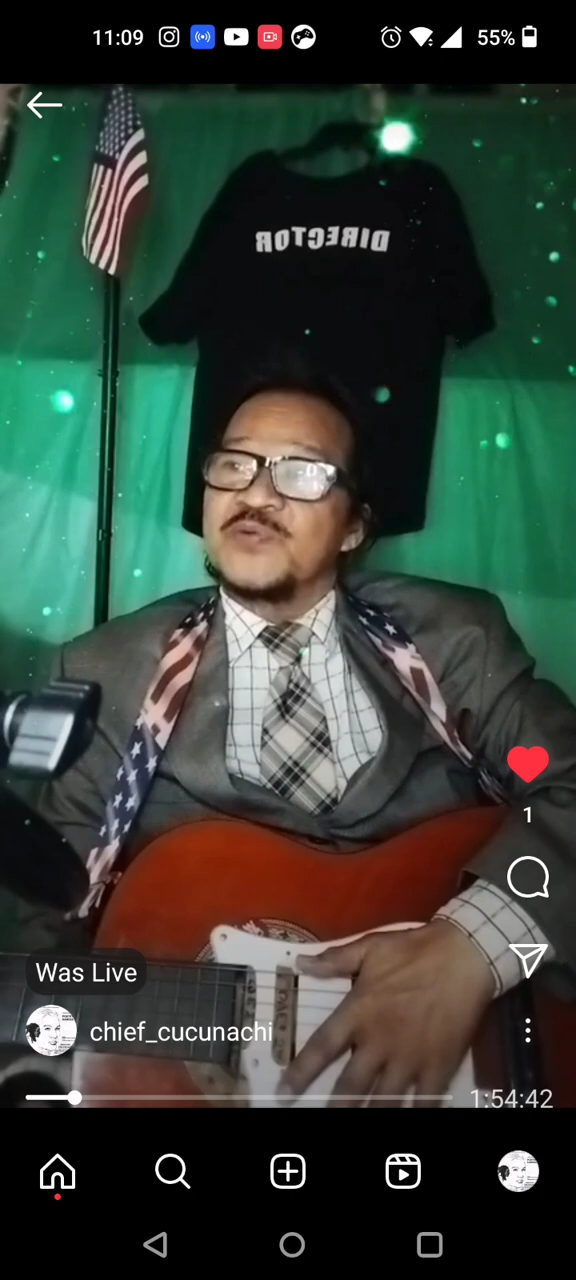 11:09
55%
DIRECTOR
Was Live
chief_cucunachi
1:54:42
1